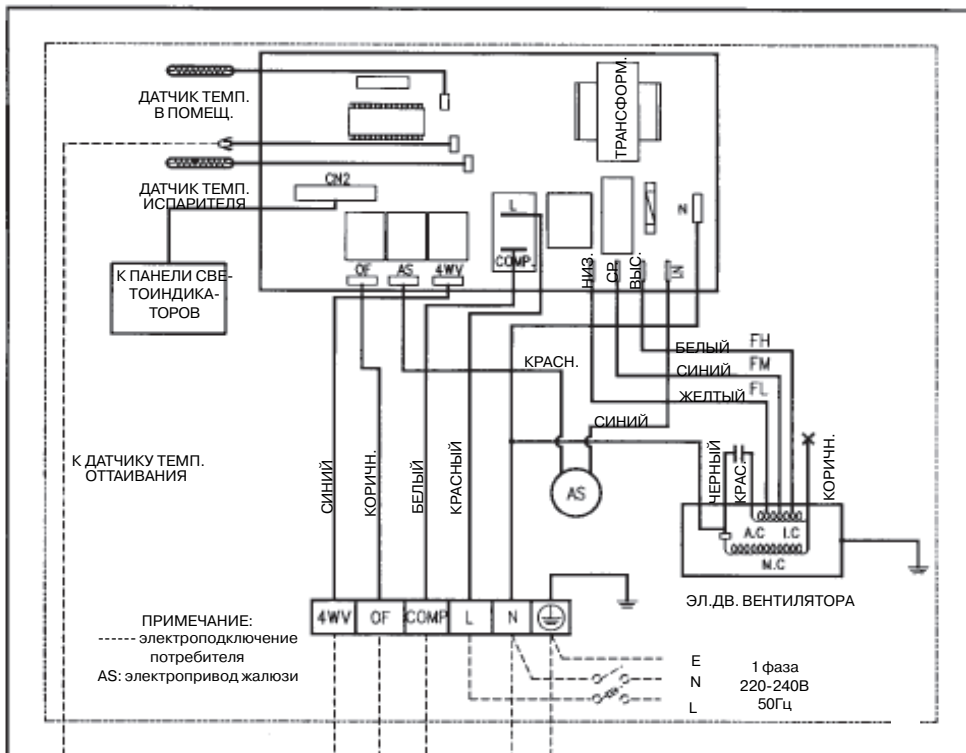 ДАТЧИК ТЕМП.
В ПОМЕЩ.
ТРАНСФОРМ.
ДАТЧИК ТЕМП.
ИСПАРИТЕЛЯ
CN2
L
COMP.
N
OF
AS
4WV
НИЗ.
СР.
ВЫС.
К ПАНЕЛИ СВЕ-
ТОИНДИКА-
ТОРОВ
КРАСН.
БЕЛЫЙ FH
СИНИЙ FM
ЖЕЛТЫЙ FL
СИНИЙ
К ДАТЧИКУ ТЕМП.
ОТТАИВАНИЯ
СИНИЙ
КОРИЧН.
БЕЛЫЙ
КРАСНЫЙ
AS
ЧЕРНЫЙ
КРАС.
КОРИЧН.
A.C I.C
M.C
ЭЛ.ДВ. ВЕНТИЛЯТОРА
4WV OF COMP L N
ПРИМЕЧАНИЕ:
------ электроподключение
потребителя
AS: электропривод жалюзи
E
N
L
1 фаза
220-240В
50Гц